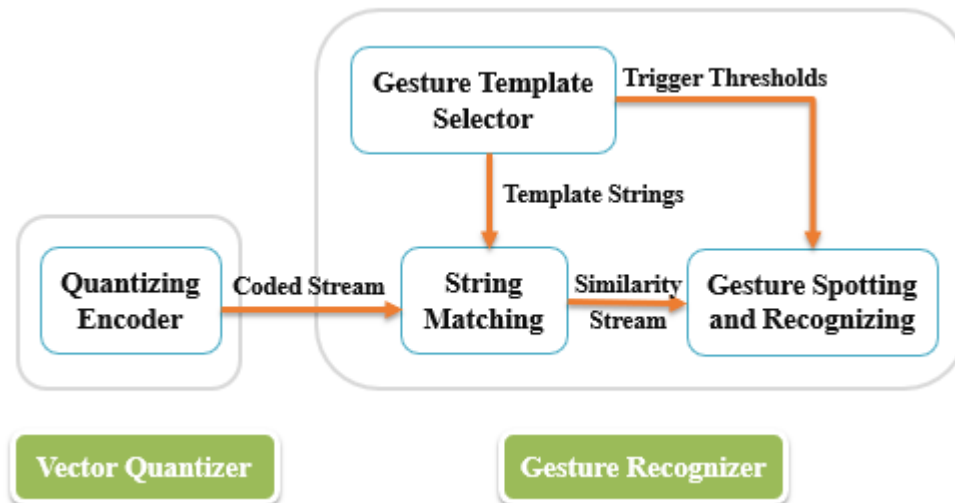 Gesture Template
Selector
Trigger Thresholds
Template Strings
Quantizing
Encoder
Coded Stream
String
Matching
Similarity
Stream
Gesture Spotting
and Recognizing
Vector Quantizer
Gesture Recognizer